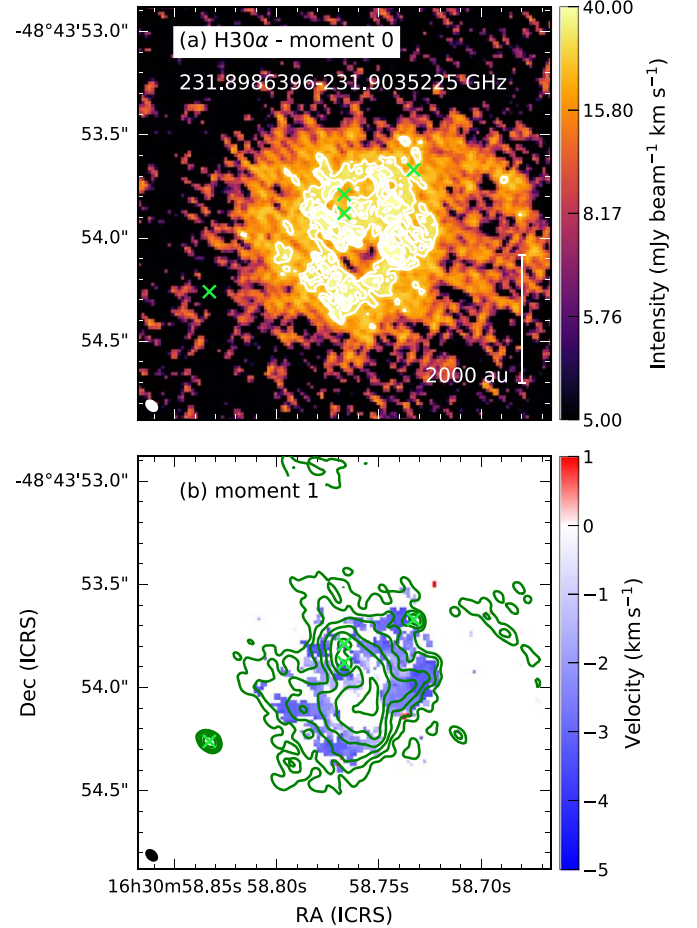 -48°43'53.0"
53.5"
54.0"
54.5"
(a) H30α - moment 0
231.8986396-231.9035225 GHz
2000 au
40.00
15.80
8.17
5.76
5.00
Intensity (mJy beam⁻¹ km s⁻¹)
-48°43'53.0"
53.5"
54.0"
54.5"
Dec (ICRS)
(b) moment 1
1
0
−1
−2
−3
−4
−5
Velocity (km s⁻¹)
16h30m58.85s 58.80s 58.75s 58.70s
RA (ICRS)